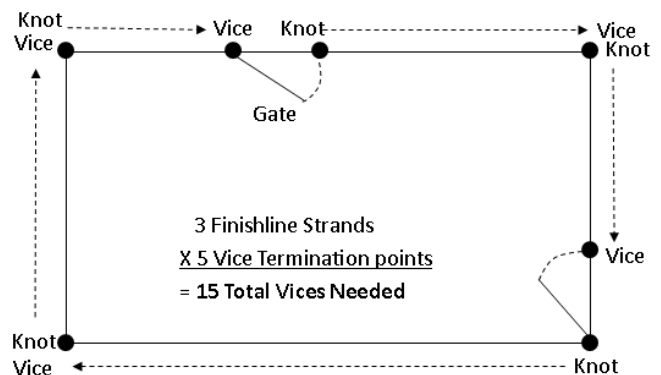 Knot
Vice
Vice
Knot
Vice
Knot
Gate
3 Finishline Strands
X 5 Vice Termination points
= 15 Total Vices Needed
Vice
Knot
Vice
Knot